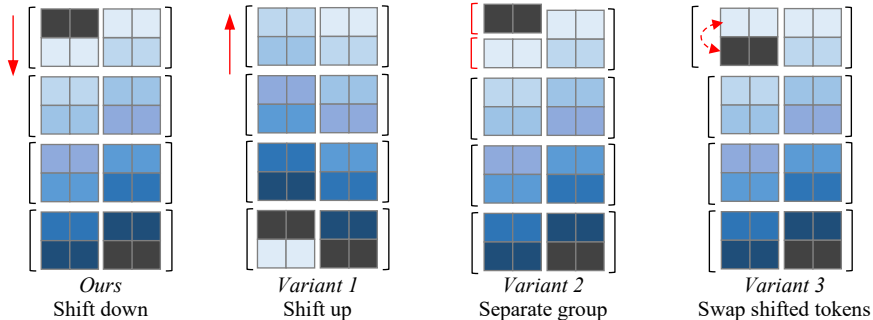 Ours
Shift down
Variant 1
Shift up
Variant 2
Separate group
Variant 3
Swap shifted tokens